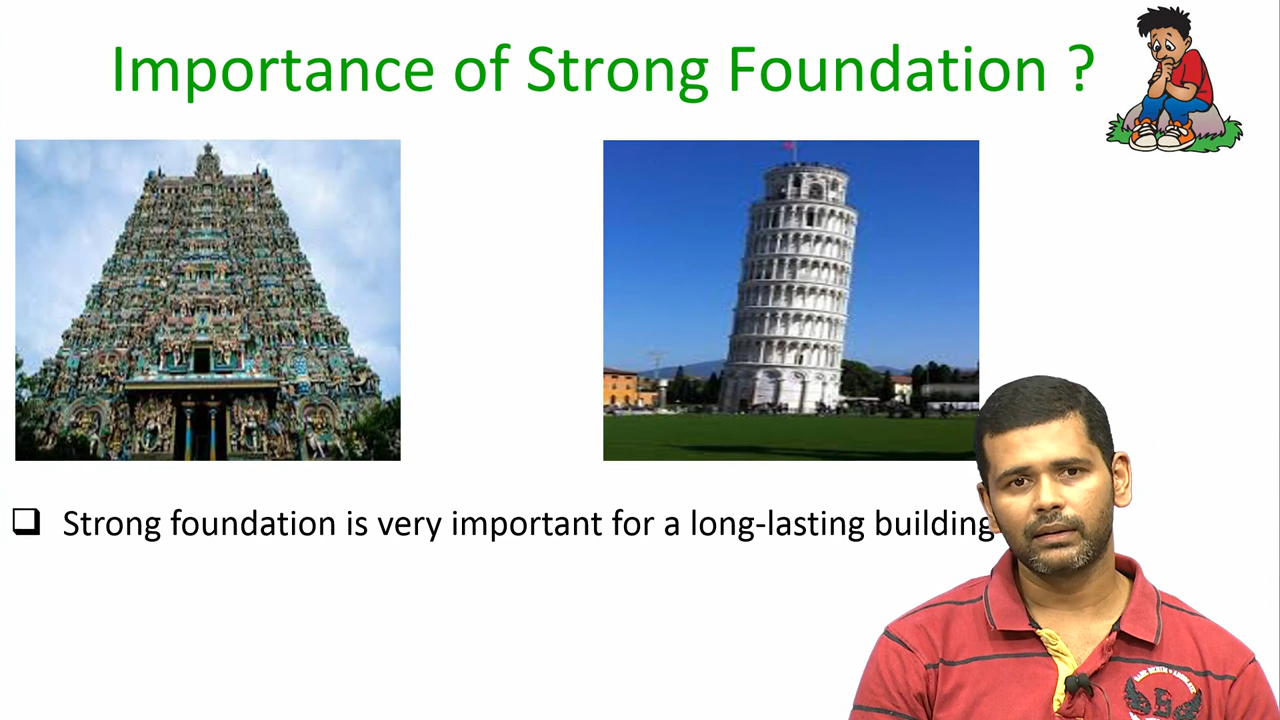 Importance of Strong Foundation ?
Strong foundation is very important for a long-lasting building